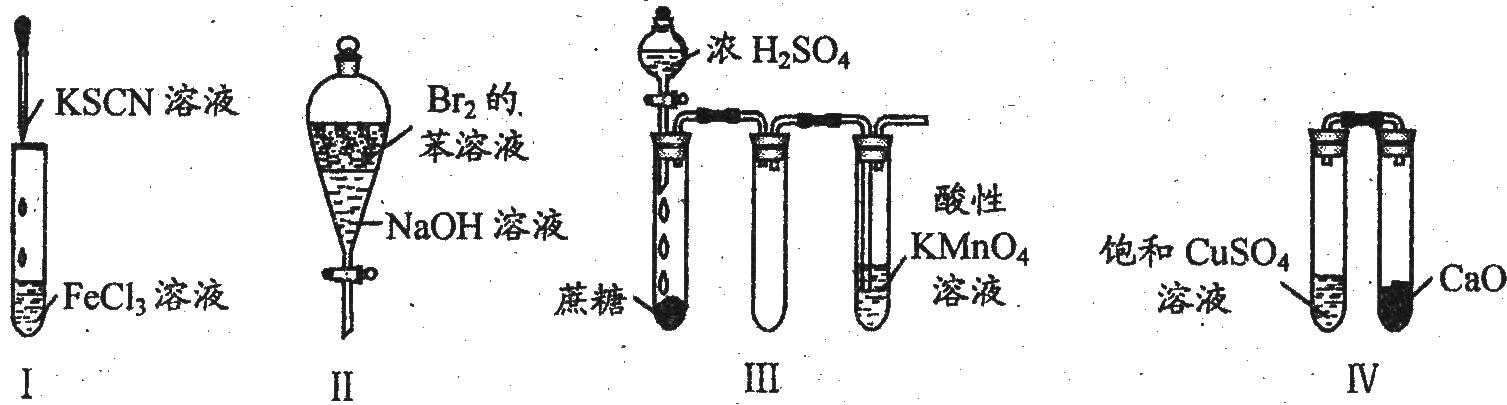 KSCN 溶液
FeCl₃ 溶液
I
Br₂ 的
苯溶液
NaOH 溶液
II
浓 H₂SO₄
蔗糖
酸性
KMnO₄
溶液
III
饱和 CuSO₄
溶液
CaO
IV